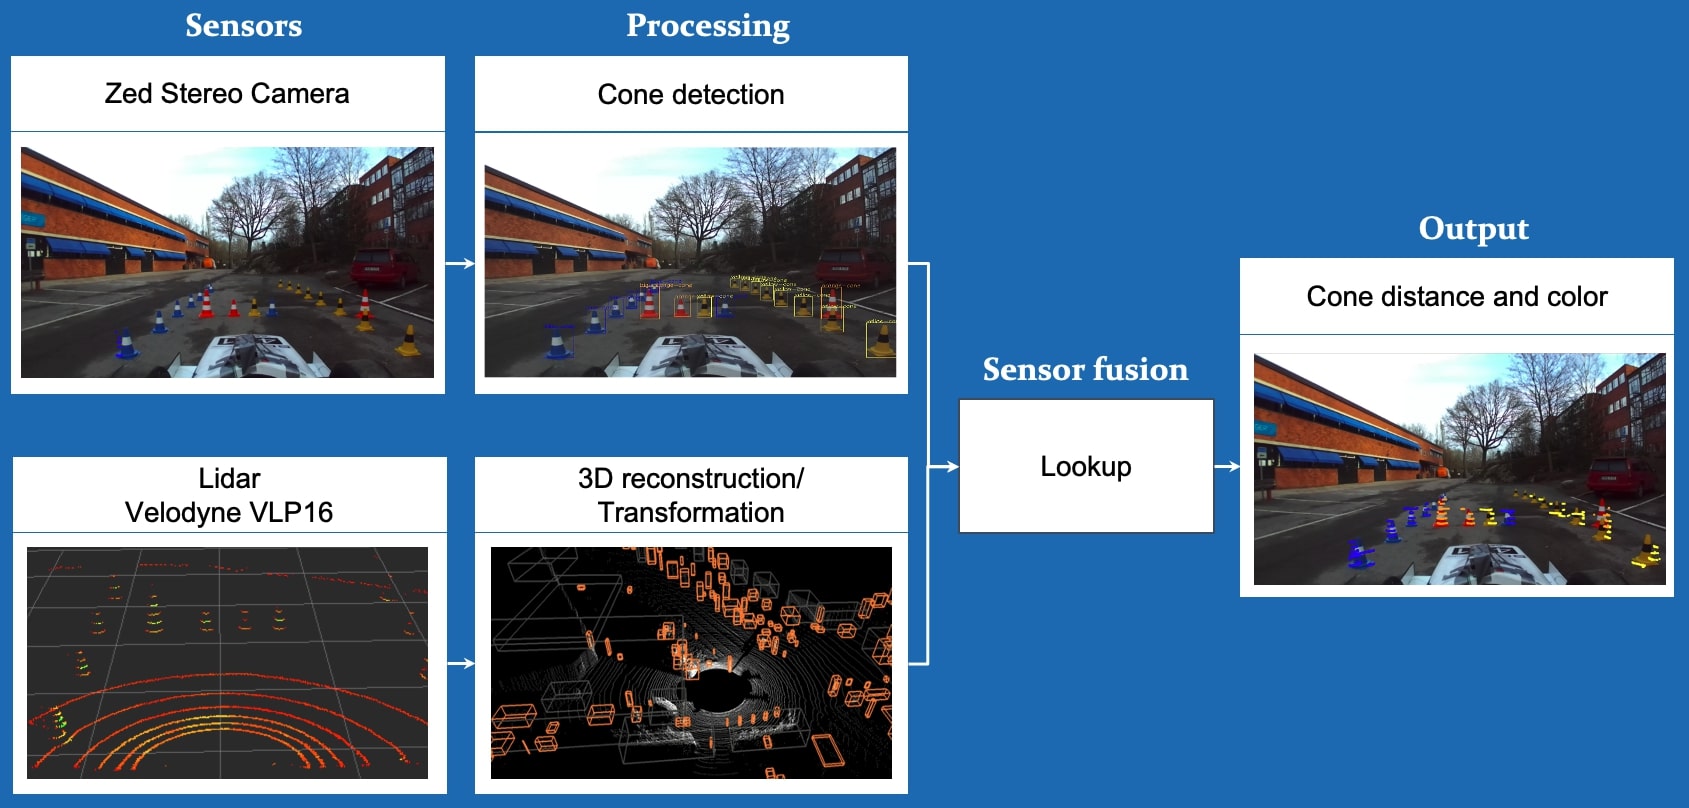 Sensors
Processing
Zed Stereo Camera
Cone detection
Output
Cone distance and color
Sensor fusion
Lookup
Lidar
Velodyne VLP16
3D reconstruction/
Transformation